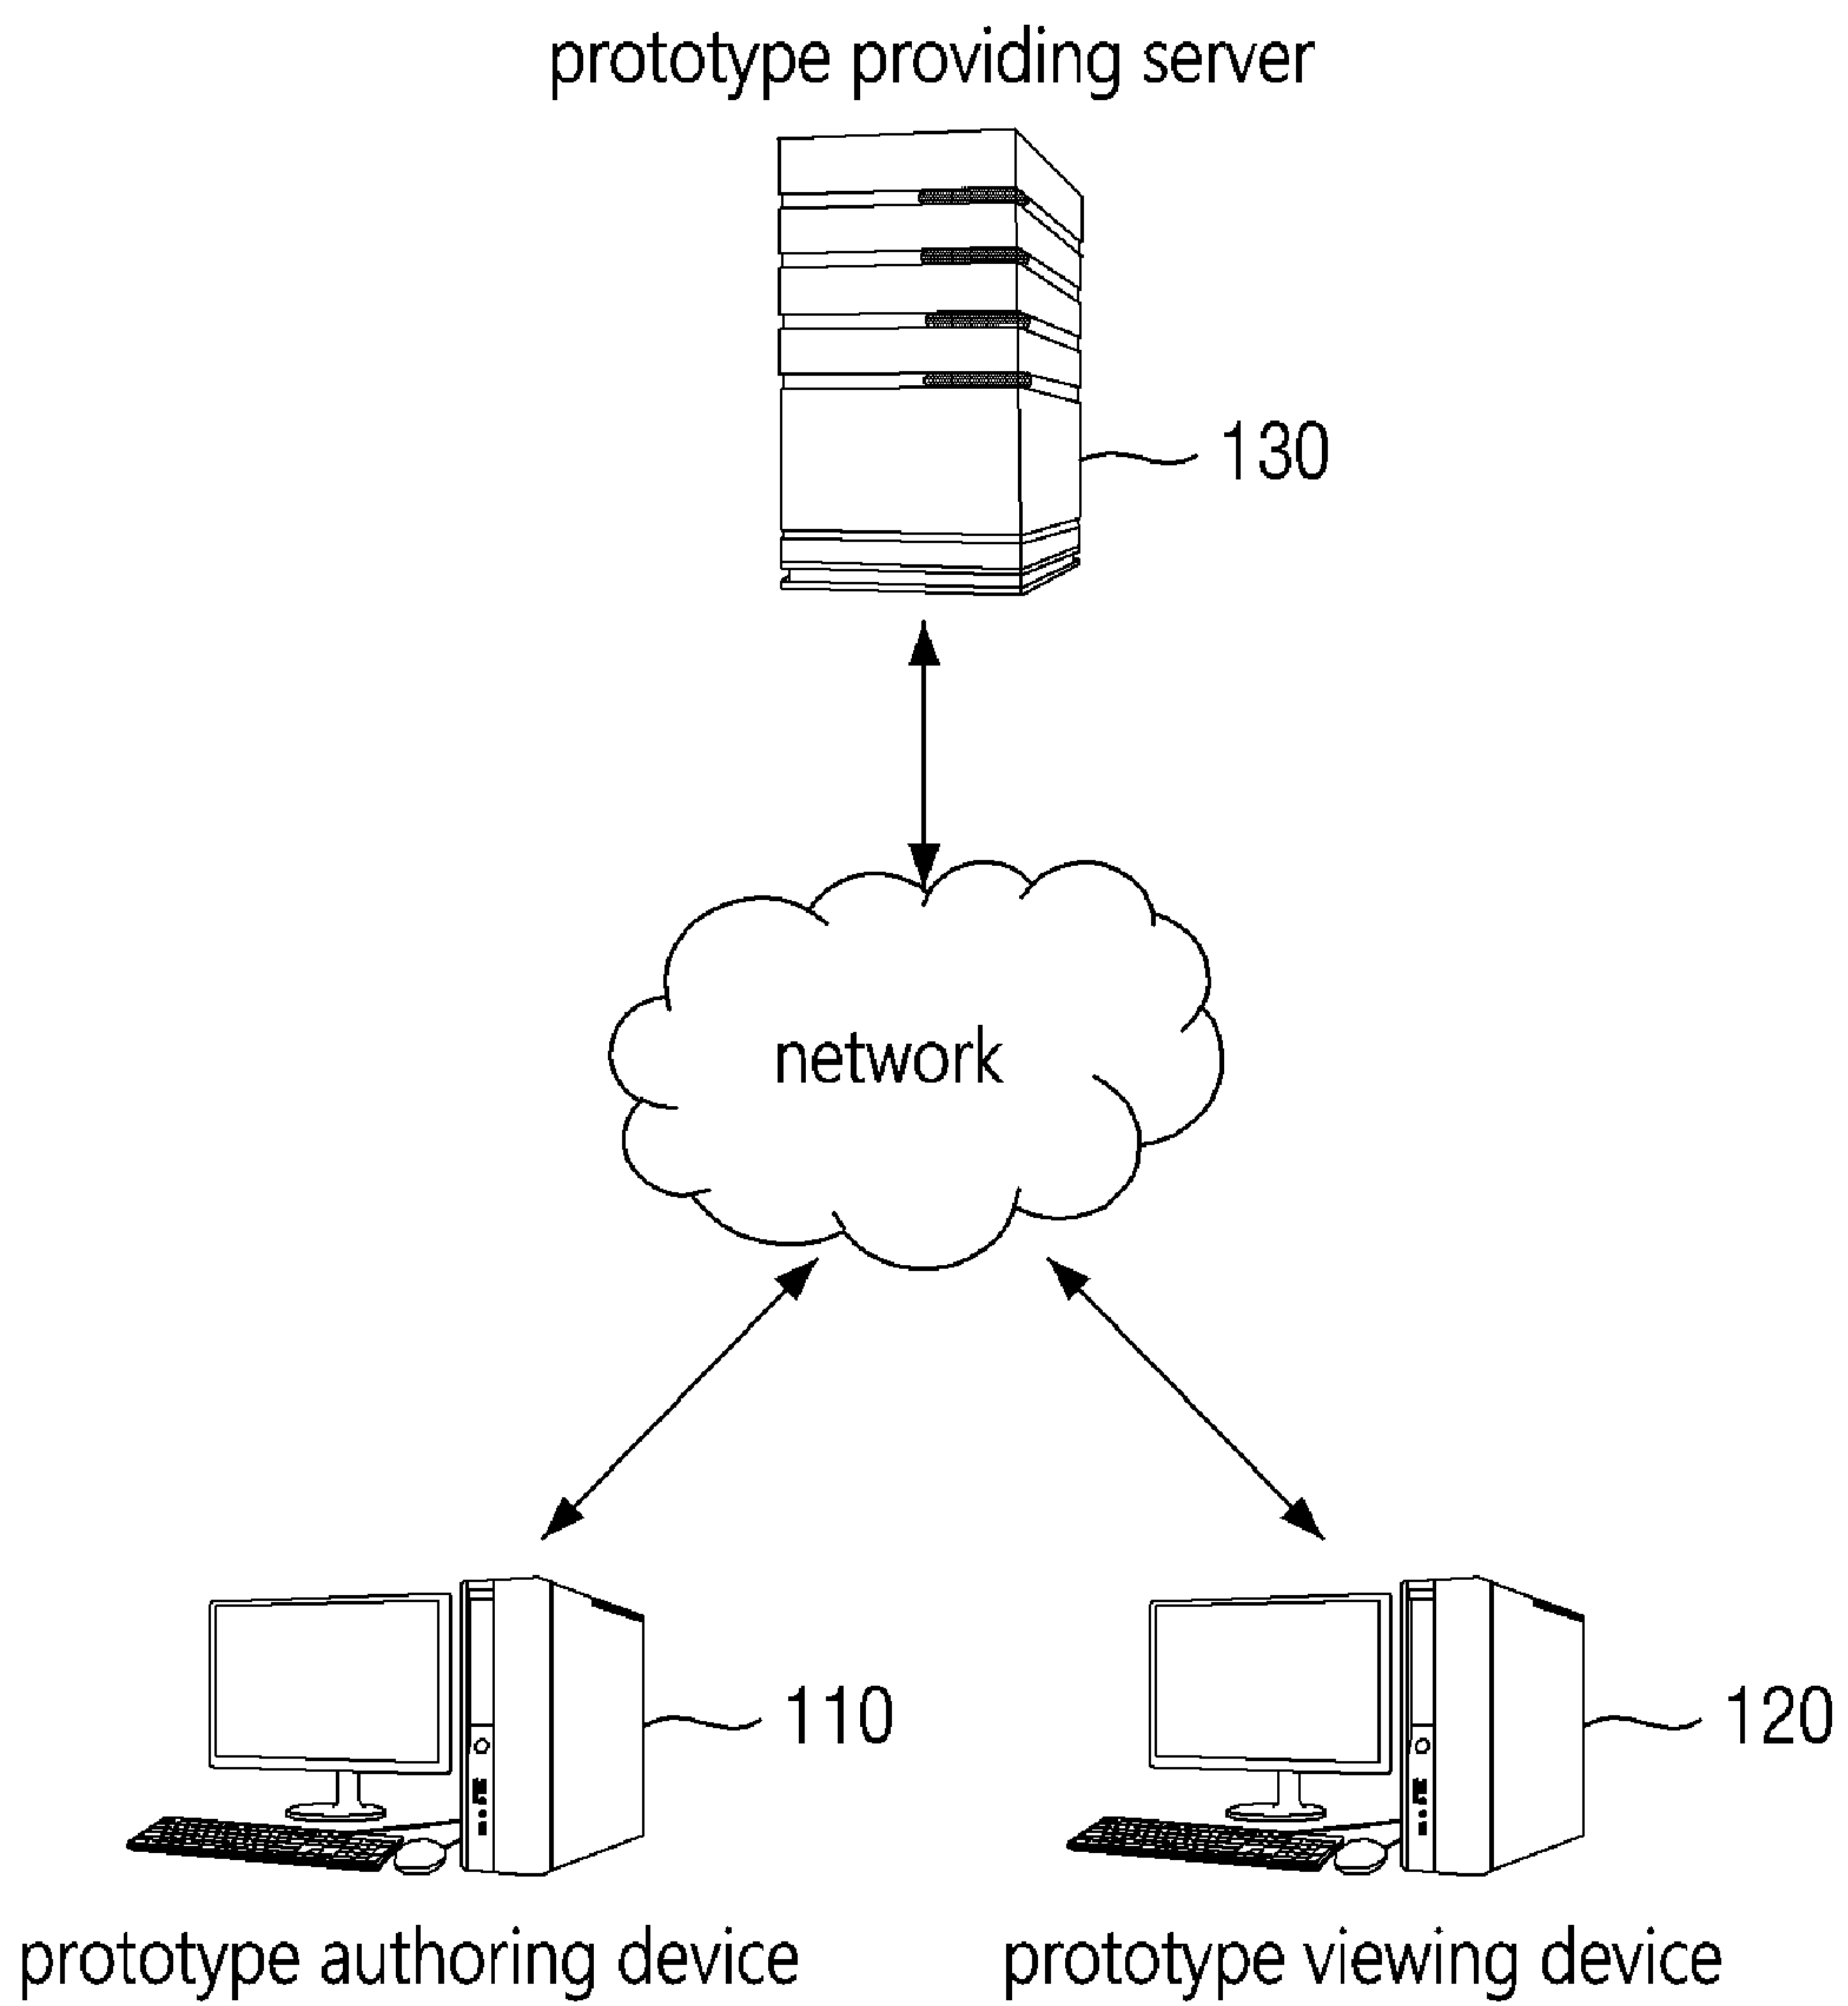 prototype providing server
130
network
110
120
prototype authoring device
prototype viewing device